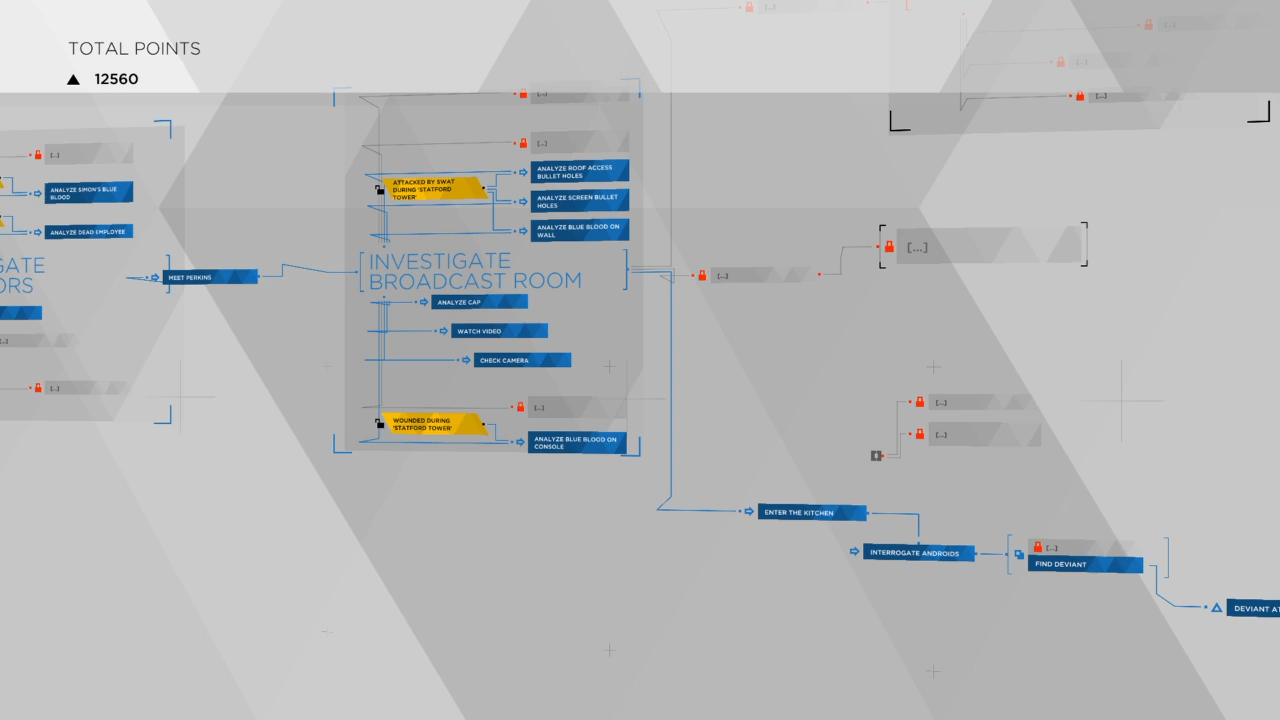 TOTAL POINTS
12560
[...]
[...]
[...]
[...]
[...]
[...]
ANALYZE SIMON'S BLUE
BLOOD
ANALYZE DEAD EMPLOYEE
GATE
ORS
MEET PERKINS
[...]
[...]
ATTACKED BY SWAT
DURING 'STATFORD
TOWER'
ANALYZE ROOF ACCESS
BULLET HOLES
ANALYZE SCREEN BULLET
HOLES
ANALYZE BLUE BLOOD ON
WALL
INVESTIGATE
BROADCAST ROOM
ANALYZE CAP
WATCH VIDEO
CHECK CAMERA
[...]
WOUNDED DURING
'STATFORD TOWER'
ANALYZE BLUE BLOOD ON
CONSOLE
[...]
[...]
[...]
[...]
ENTER THE KITCHEN
INTERROGATE ANDROIDS
[...]
FIND DEVIANT
DEVIANT AT